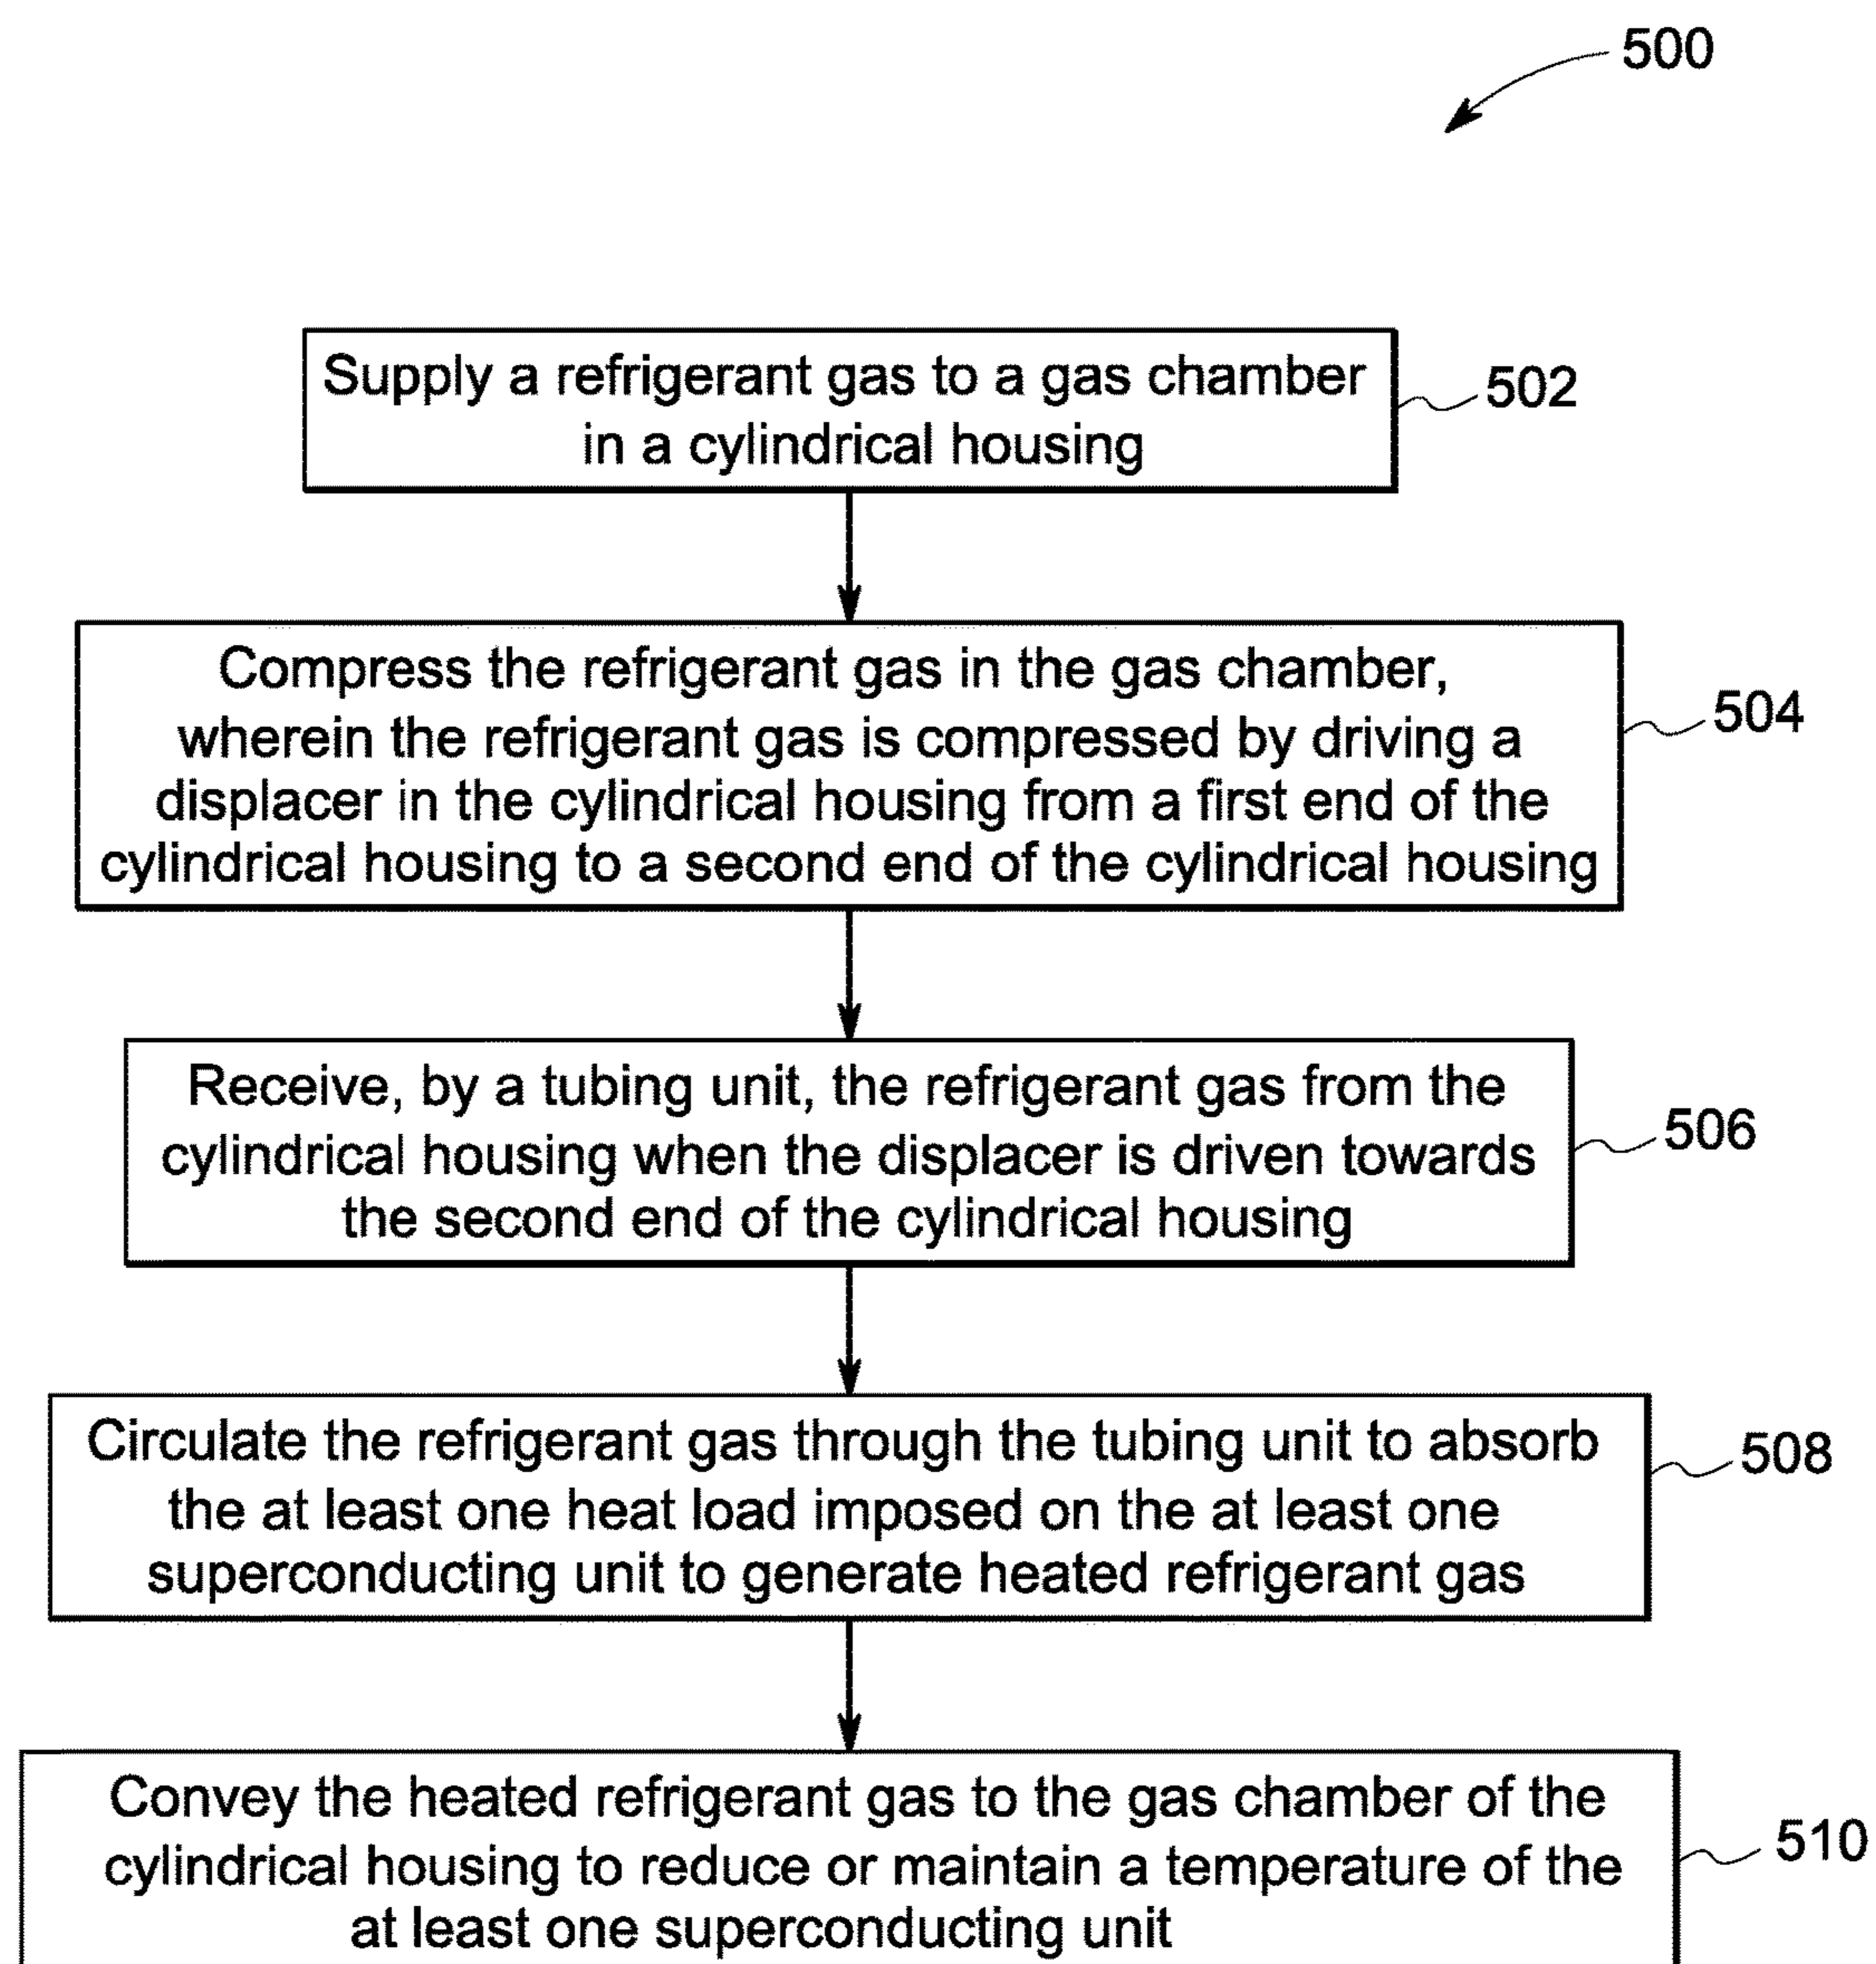 500
Supply a refrigerant gas to a gas chamber
in a cylindrical housing
502
Compress the refrigerant gas in the gas chamber,
wherein the refrigerant gas is compressed by driving a
displacer in the cylindrical housing from a first end of the
cylindrical housing to a second end of the cylindrical housing
504
Receive, by a tubing unit, the refrigerant gas from the
cylindrical housing when the displacer is driven towards
the second end of the cylindrical housing
506
Circulate the refrigerant gas through the tubing unit to absorb
the at least one heat load imposed on the at least one
superconducting unit to generate heated refrigerant gas
508
Convey the heated refrigerant gas to the gas chamber of the
cylindrical housing to reduce or maintain a temperature of the
at least one superconducting unit
510